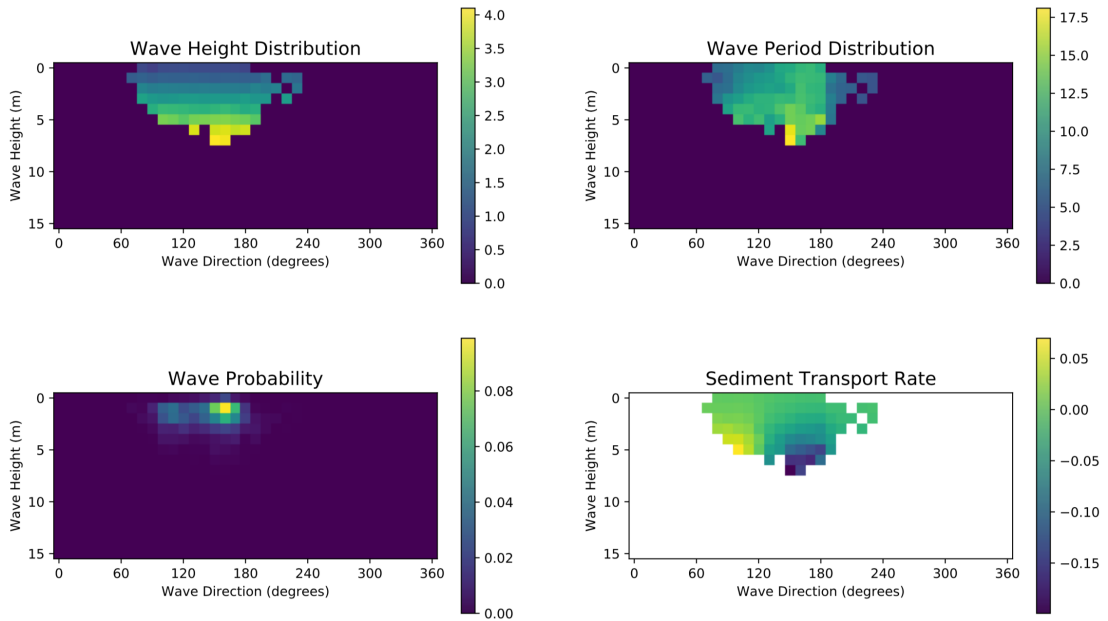 Wave Height Distribution
Wave Height (m)
0
5
10
15
0 60 120 180 240 300 360
Wave Direction (degrees)
4.0
3.5
3.0
2.5
2.0
1.5
1.0
0.5
0.0
Wave Period Distribution
Wave Height (m)
0
5
10
15
0 60 120 180 240 300 360
Wave Direction (degrees)
17.5
15.0
12.5
10.0
7.5
5.0
2.5
0.0
Wave Probability
Wave Height (m)
0
5
10
15
0 60 120 180 240 300 360
Wave Direction (degrees)
0.08
0.06
0.04
0.02
0.00
Sediment Transport Rate
Wave Height (m)
0
5
10
15
0 60 120 180 240 300 360
Wave Direction (degrees)
0.05
0.00
−0.05
−0.10
−0.15